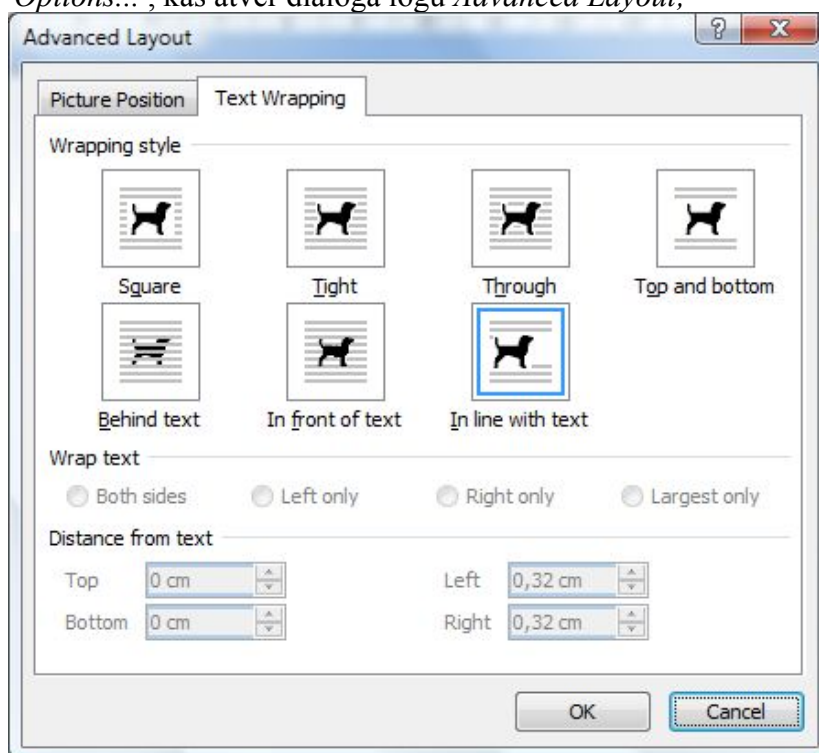 Options...", kas atver dialoga logu Advanced Layout;
Advanced Layout
Picture Position Text Wrapping
Wrapping style
Square Tight Through Top and bottom
Behind text In front of text In line with text
Wrap text
Both sides Left only Right only Largest only
Distance from text
Top 0 cm Left 0,32 cm
Bottom 0 cm Right 0,32 cm
OK Cancel